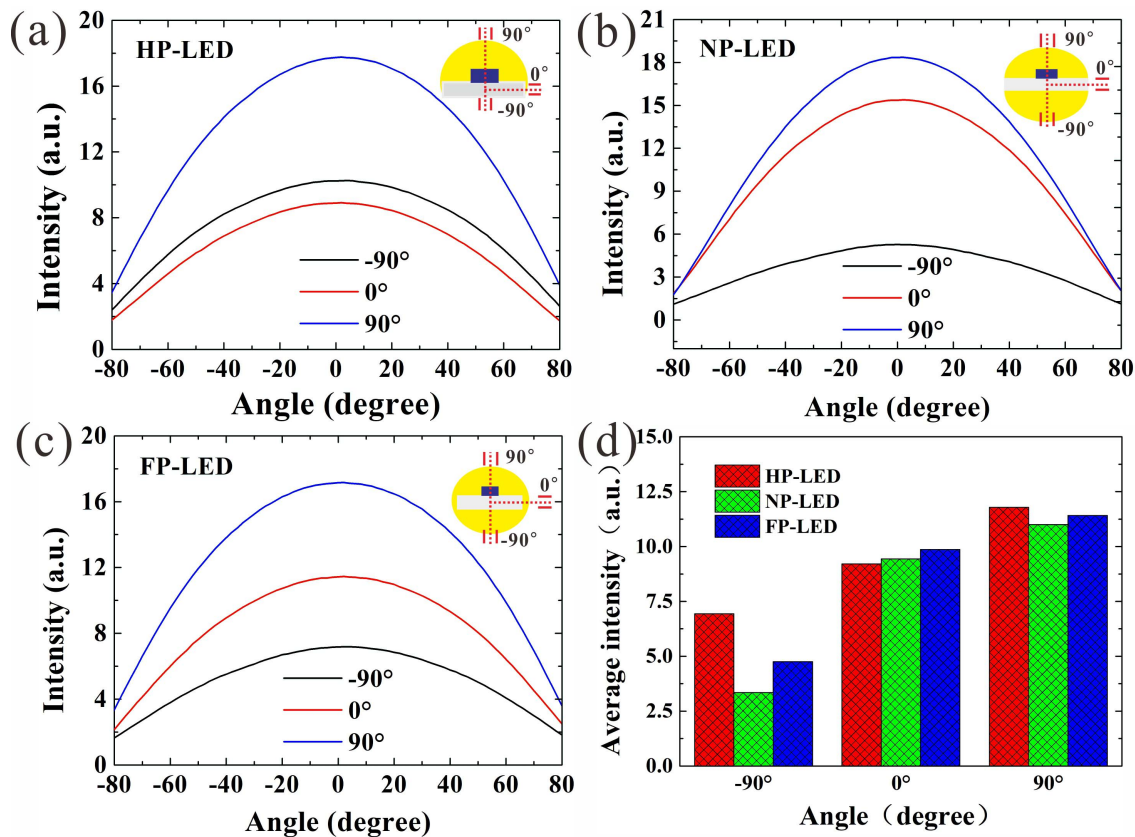 (a)
HP-LED
90°
0°
-90°
Intensity (a.u.)
20
16
12
8
4
0
-90°
0°
90°
-80 -60 -40 -20 0 20 40 60 80
Angle (degree)
(b)
NP-LED
90°
0°
-90°
Intensity (a.u.)
21
18
15
12
9
6
3
0
-90°
0°
90°
-80 -60 -40 -20 0 20 40 60 80
Angle (degree)
(c)
FP-LED
90°
0°
-90°
Intensity (a.u.)
20
16
12
8
4
0
-90°
0°
90°
-80 -60 -40 -20 0 20 40 60 80
Angle (degree)
(d)
Average intensity（a.u.）
15.0
12.5
10.0
7.5
5.0
2.5
0.0
HP-LED
NP-LED
FP-LED
-90° 0° 90°
Angle（degree）